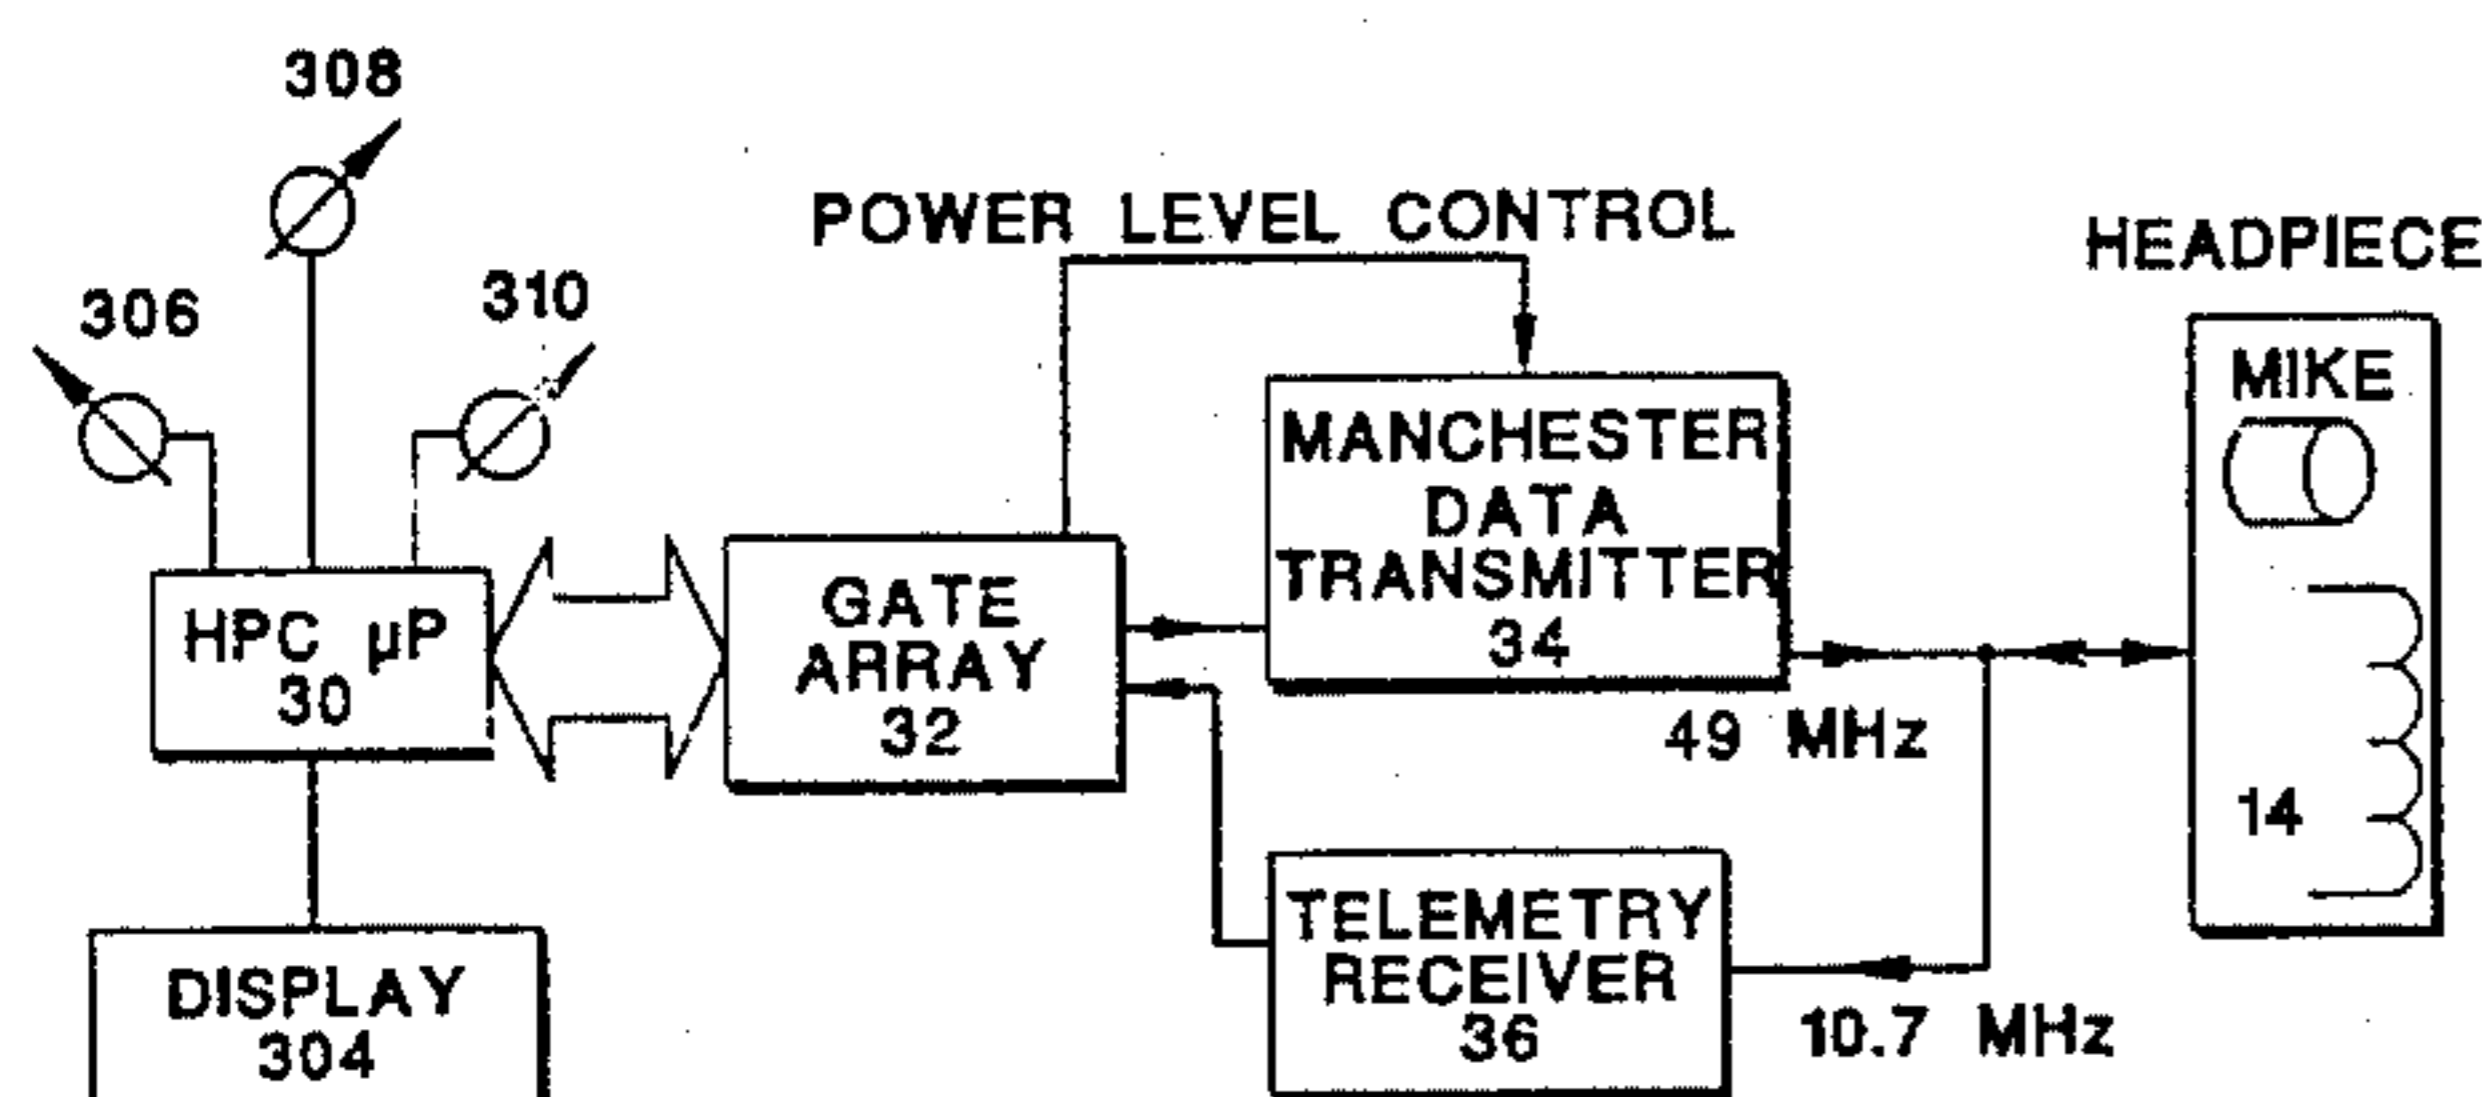 308
306
310
POWER LEVEL CONTROL
HEADPIECE
MIKE
14
MANCHESTER
DATA
TRANSMITTER
34
49 MHz
HPC µP
30
GATE
ARRAY
32
DISPLAY
304
TELEMETRY
RECEIVER
36
10.7 MHz